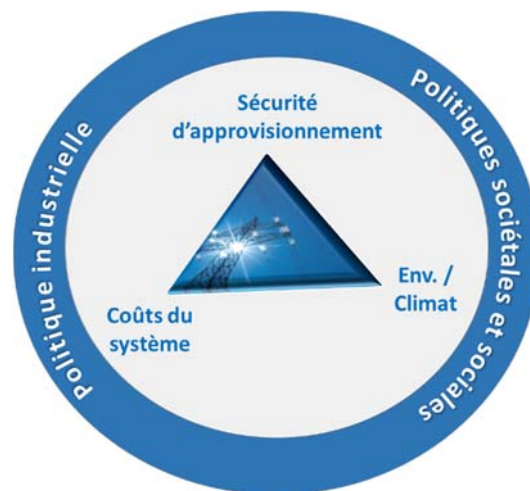 Politique industrielle
Politiques sociétales et sociales
Sécurité
d'approvisionnement
Coûts du
système
Env. /
Climat